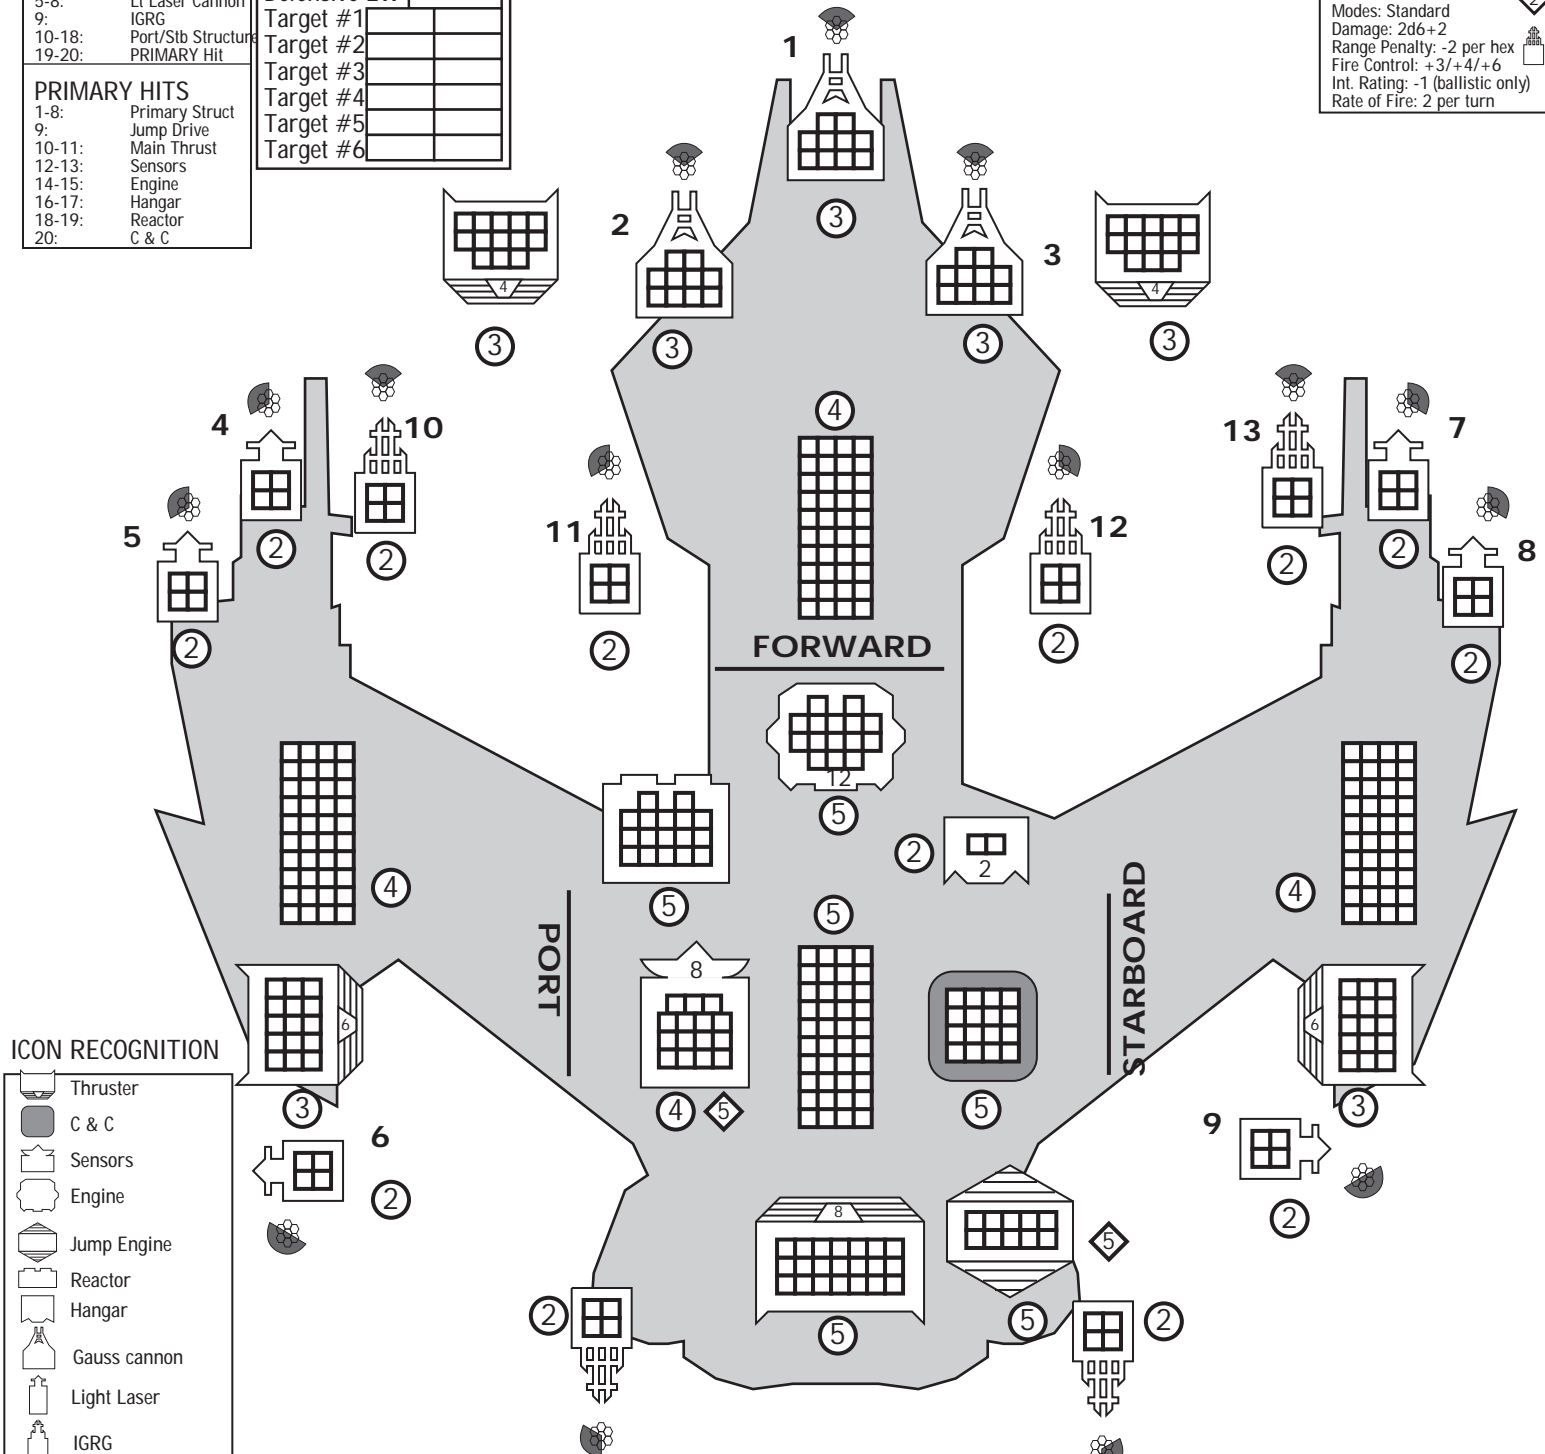 5-8: Lt Laser Cannon
9: IGRG
10-18: Port/Stb Structure
19-20: PRIMARY Hit
PRIMARY HITS
1-8: Primary Struct
9: Jump Drive
10-11: Main Thrust
12-13: Sensors
14-15: Engine
16-17: Hangar
18-19: Reactor
20: C & C
Target #1
Target #2
Target #3
Target #4
Target #5
Target #6
2
Modes: Standard
Damage: 2d6+2
Range Penalty: -2 per hex
Fire Control: +3/+4/+6
Int. Rating: -1 (ballistic only)
Rate of Fire: 2 per turn
1
3
2
3
3
3
4
3
4
3
4
4
2
10
2
5
2
11
2
12
2
13
2
7
2
8
2
FORWARD
12
5
5
2
2
4
4
PORT
STARBOARD
5
8
4
5
5
6
3
6
3
6
2
9
2
8
5
5
5
2
2
ICON RECOGNITION
Thruster
C & C
Sensors
Engine
Jump Engine
Reactor
Hangar
Gauss cannon
Light Laser
IGRG